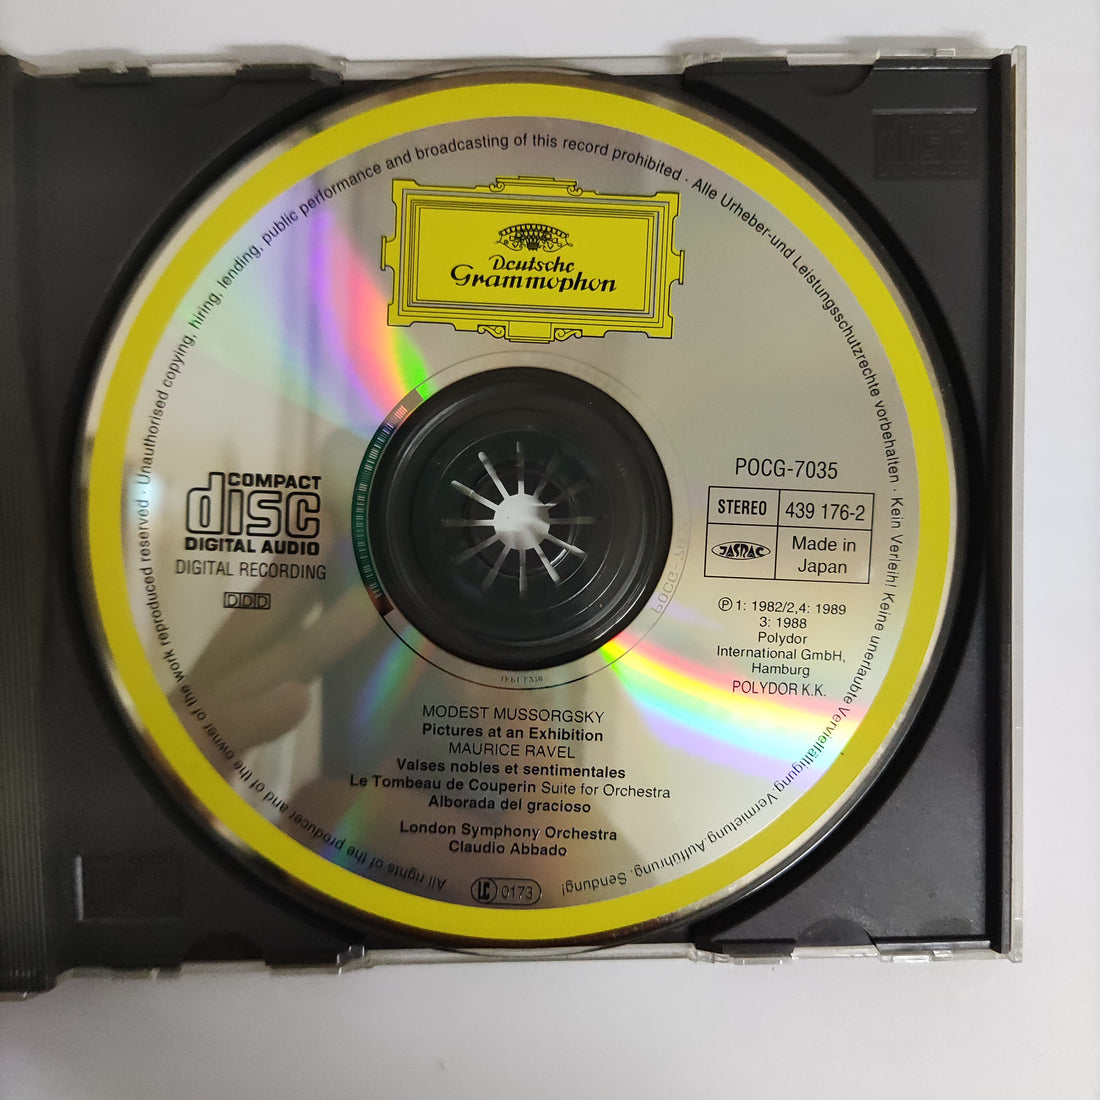 All rights of the producer and of the owner of the work reproduced reserved · Unauthorised copying, hiring, lending, public performance and broadcasting of this record prohibited · Alle Urheber-und Leistungsschutzrechte vorbehalten · Kein Verleih! Keine unerlaubte Vervielfältigung, Vermietung, Aufführung, Sendung!
Deutsche
Grammophon
COMPACT
disc
DIGITAL AUDIO
DIGITAL RECORDING
DDD
POCG-7035
STEREO
439 176-2
JASRAC
Made in
Japan
℗ 1: 1982/2,4: 1989
3: 1988
Polydor
International GmbH,
Hamburg
POLYDOR K.K.
MODEST MUSSORGSKY
Pictures at an Exhibition
MAURICE RAVEL
Valses nobles et sentimentales
Le Tombeau de Couperin Suite for Orchestra
Alborada del gracioso
London Symphony Orchestra
Claudio Abbado
LC 0173